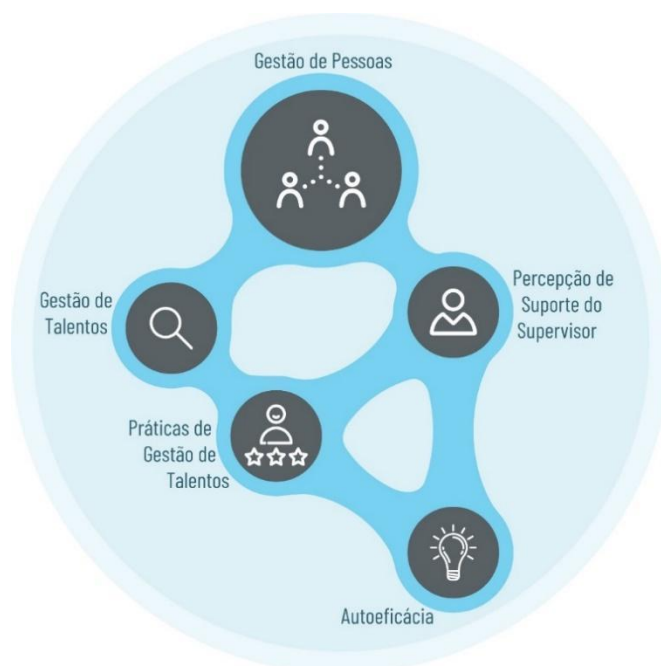 Gestão de Pessoas
Gestão de
Talentos
Percepção de
Suporte do
Supervisor
Práticas de
Gestão de
Talentos
Autoeficácia